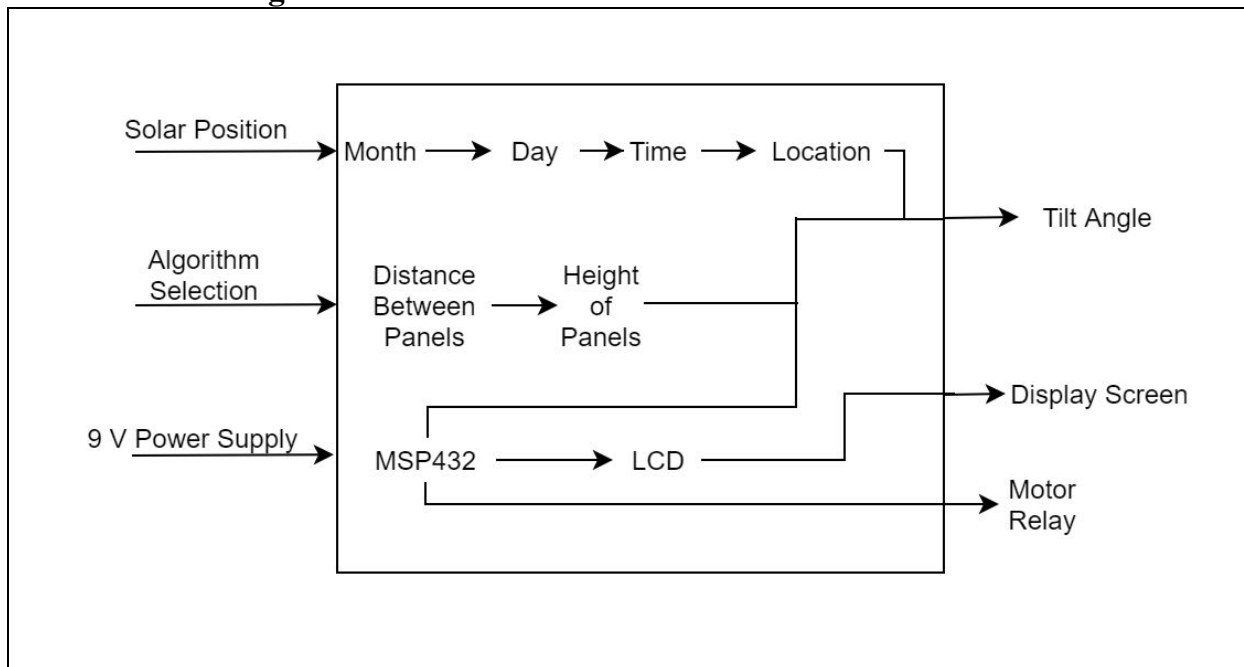 Solar Position
Month
Day
Time
Location
Tilt Angle
Algorithm
Selection
Distance
Between
Panels
Height
of
Panels
Display Screen
9 V Power Supply
MSP432
LCD
Motor
Relay